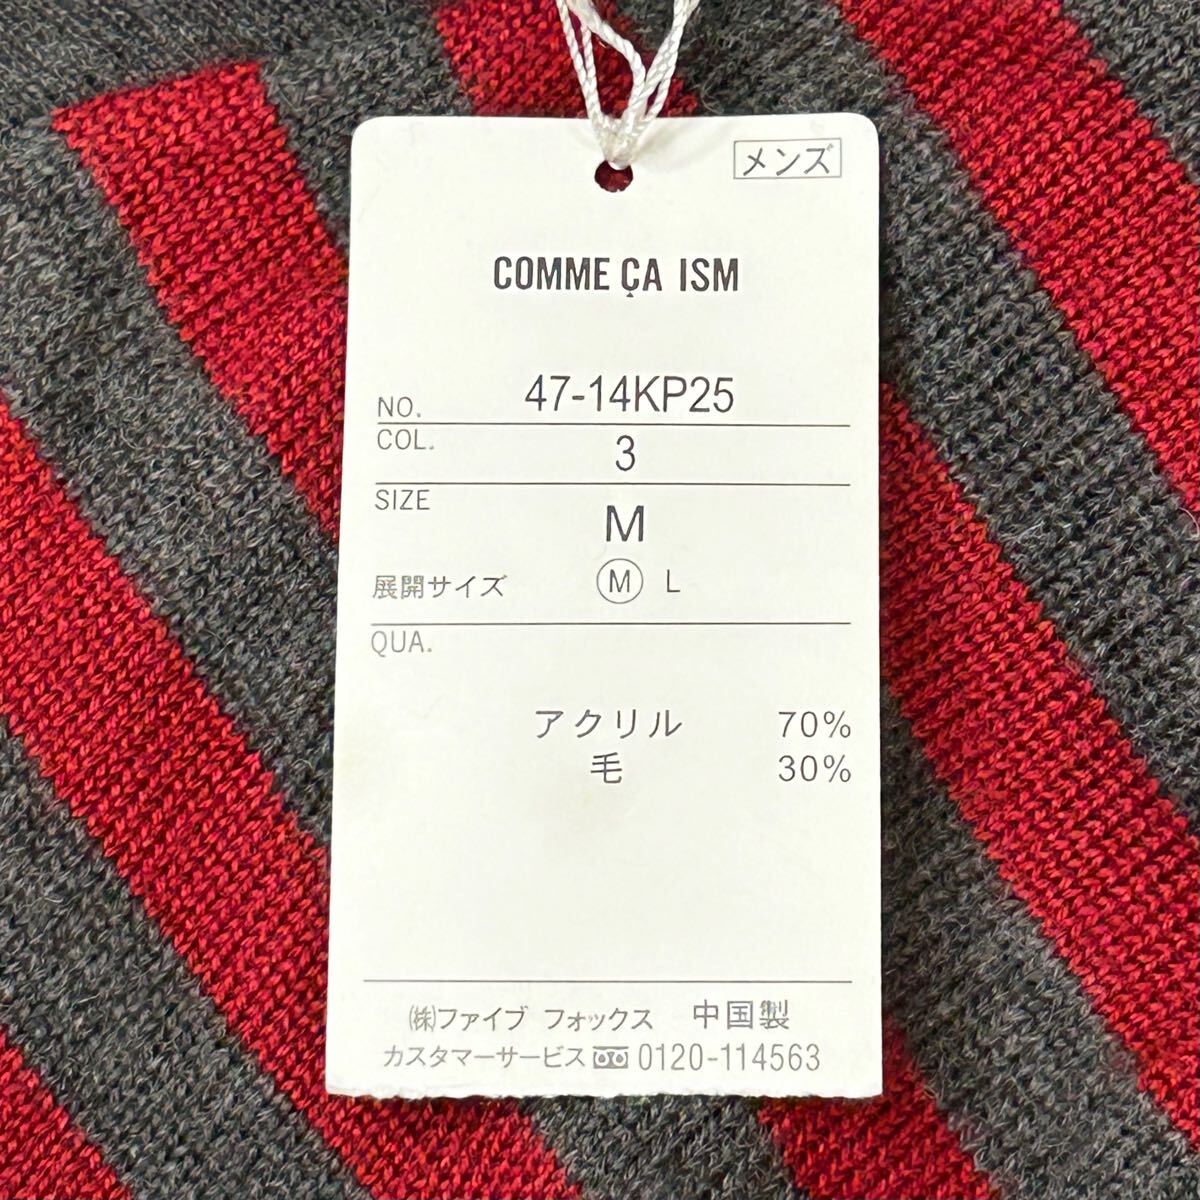 メンズ
COMME ÇA ISM
NO. 47-14KP25
COL. 3
SIZE M
展開サイズ Ⓜ L
QUA.
アクリル 70%
毛 30%
㈱ファイブ フォックス 中国製
カスタマーサービス 0120-114563